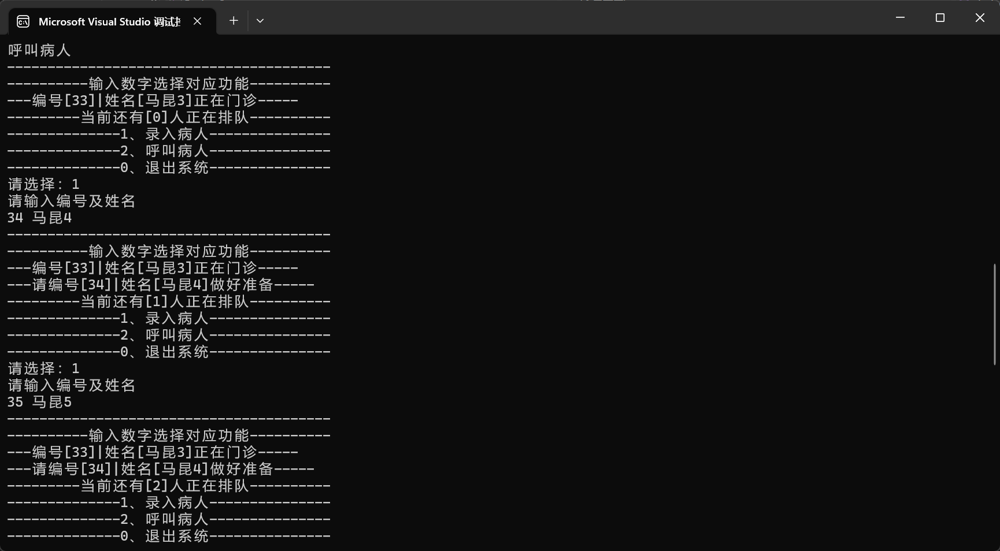 Microsoft Visual Studio 调试
呼叫病人
----------------------------------------
----------输入数字选择对应功能----------
---编号[33]|姓名[马昆3]正在门诊-----
---------当前还有[0]人正在排队----------
--------------1、录入病人---------------
--------------2、呼叫病人---------------
--------------0、退出系统---------------
请选择：1
请输入编号及姓名
34 马昆4
----------------------------------------
----------输入数字选择对应功能----------
---编号[33]|姓名[马昆3]正在门诊-----
---请编号[34]|姓名[马昆4]做好准备-----
---------当前还有[1]人正在排队----------
--------------1、录入病人---------------
--------------2、呼叫病人---------------
--------------0、退出系统---------------
请选择：1
请输入编号及姓名
35 马昆5
----------------------------------------
----------输入数字选择对应功能----------
---编号[33]|姓名[马昆3]正在门诊-----
---请编号[34]|姓名[马昆4]做好准备-----
---------当前还有[2]人正在排队----------
--------------1、录入病人---------------
--------------2、呼叫病人---------------
--------------0、退出系统---------------